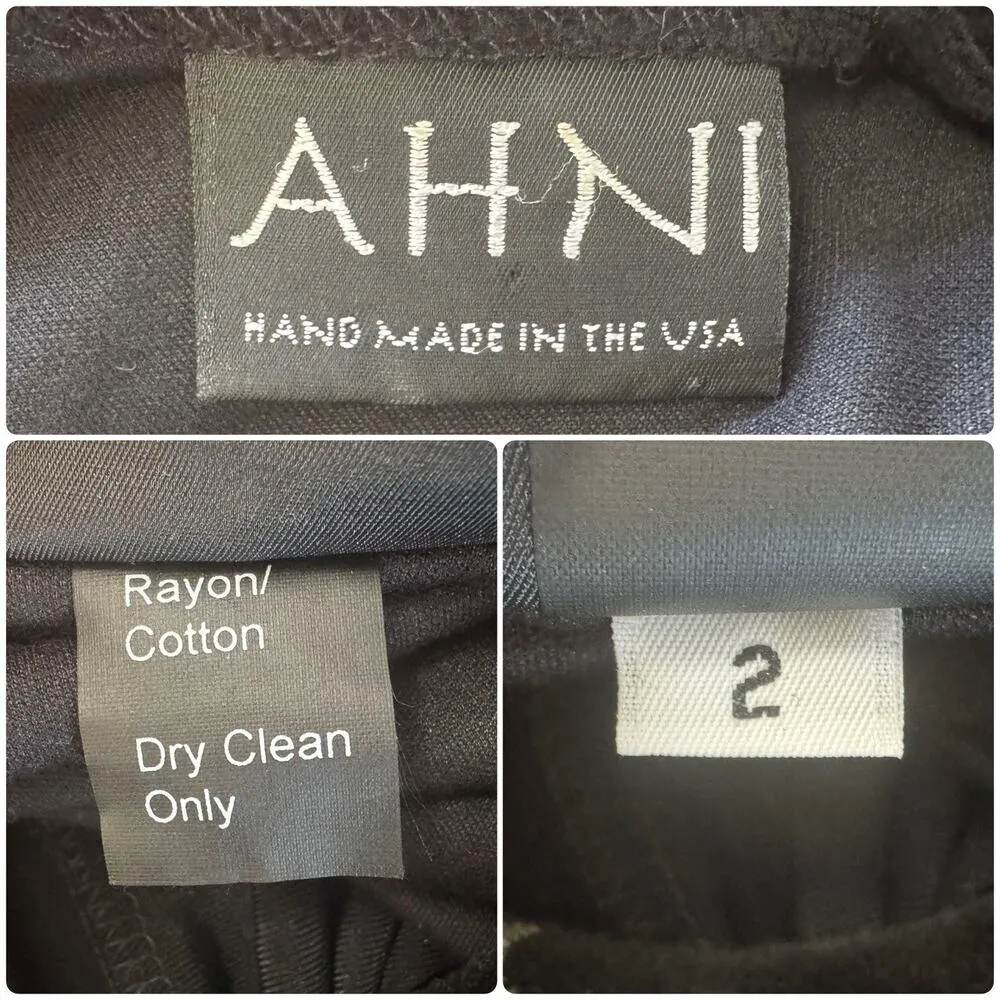 AHNI
HAND MADE IN THE USA
Rayon/
Cotton
Dry Clean
Only
2